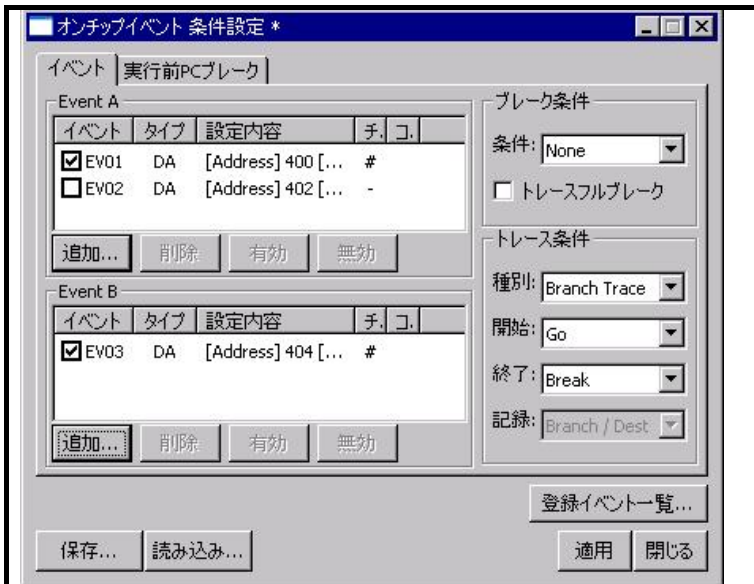 オンチップイベント 条件設定 *
イベント 実行前PCブレーク
Event A
イベント タイプ 設定内容 チ. コ.
EV01 DA [Address] 400 [... #
EV02 DA [Address] 402 [... -
追加... 削除 有効 無効
Event B
イベント タイプ 設定内容 チ. コ.
EV03 DA [Address] 404 [... #
追加... 削除 有効 無効
ブレーク条件
条件: None
トレースフルブレーク
トレース条件
種別: Branch Trace
開始: Go
終了: Break
記録: Branch / Dest
登録イベント一覧...
保存... 読み込み... 適用 閉じる